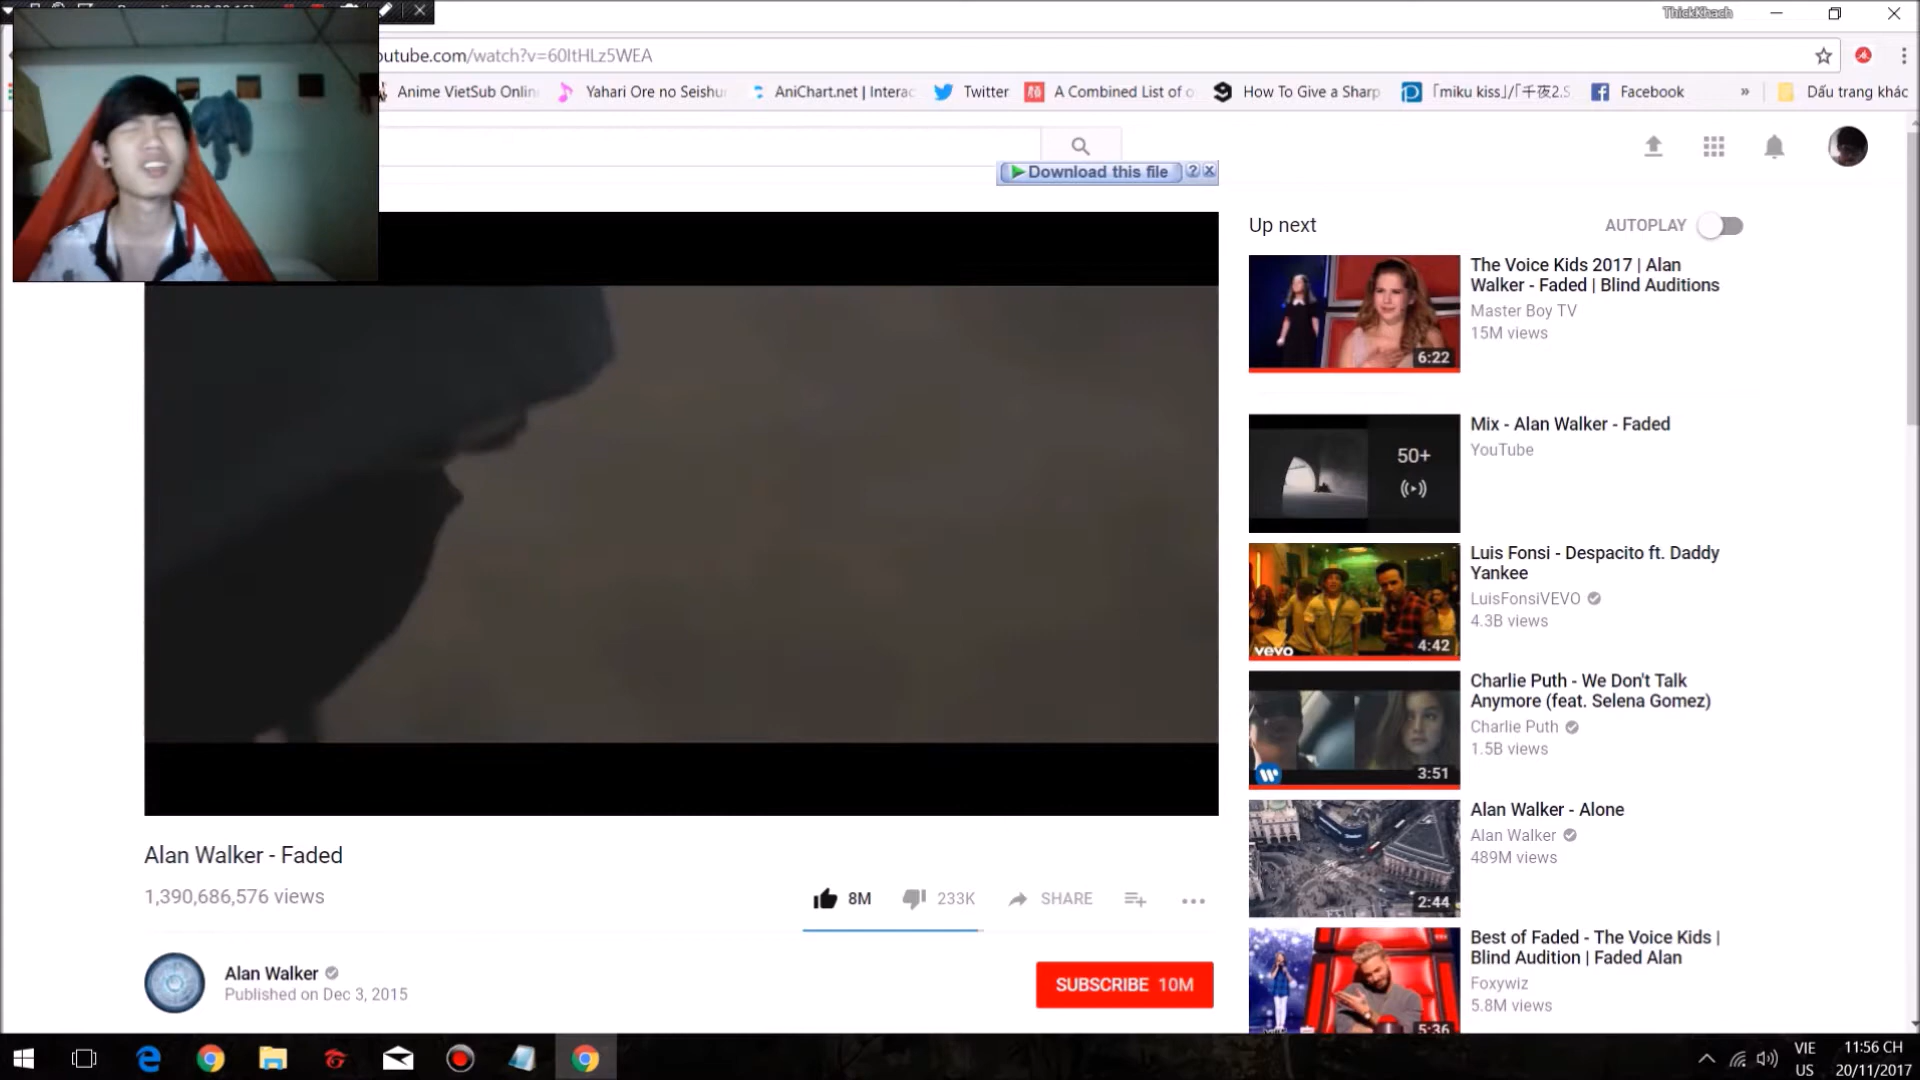 ThickKhach
outube.com/watch?v=60ItHLz5WEA
Anime VietSub Onlin
Yahari Ore no Seishu
AniChart.net | Interac
Twitter
A Combined List of o
How To Give a Sharp
「miku kiss」/「千夜2.S
Facebook
»
Dấu trang khác
Download this file
Up next
AUTOPLAY
The Voice Kids 2017 | Alan
Walker - Faded | Blind Auditions
Master Boy TV
15M views
6:22
Mix - Alan Walker - Faded
YouTube
50+
Luis Fonsi - Despacito ft. Daddy
Yankee
LuisFonsiVEVO
4.3B views
4:42
vevo
Charlie Puth - We Don't Talk
Anymore (feat. Selena Gomez)
Charlie Puth
1.5B views
3:51
Alan Walker - Alone
Alan Walker
489M views
2:44
Best of Faded - The Voice Kids |
Blind Audition | Faded Alan
Foxywiz
5.8M views
5:36
Alan Walker - Faded
1,390,686,576 views
8M
233K
SHARE
Alan Walker
Published on Dec 3, 2015
SUBSCRIBE 10M
VIE
US
11:56 CH
20/11/2017